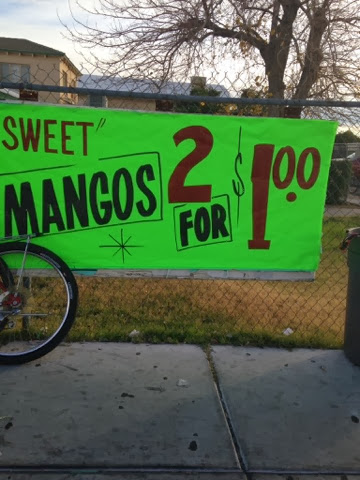 SWEET"
MANGOS
2
FOR
$1.00